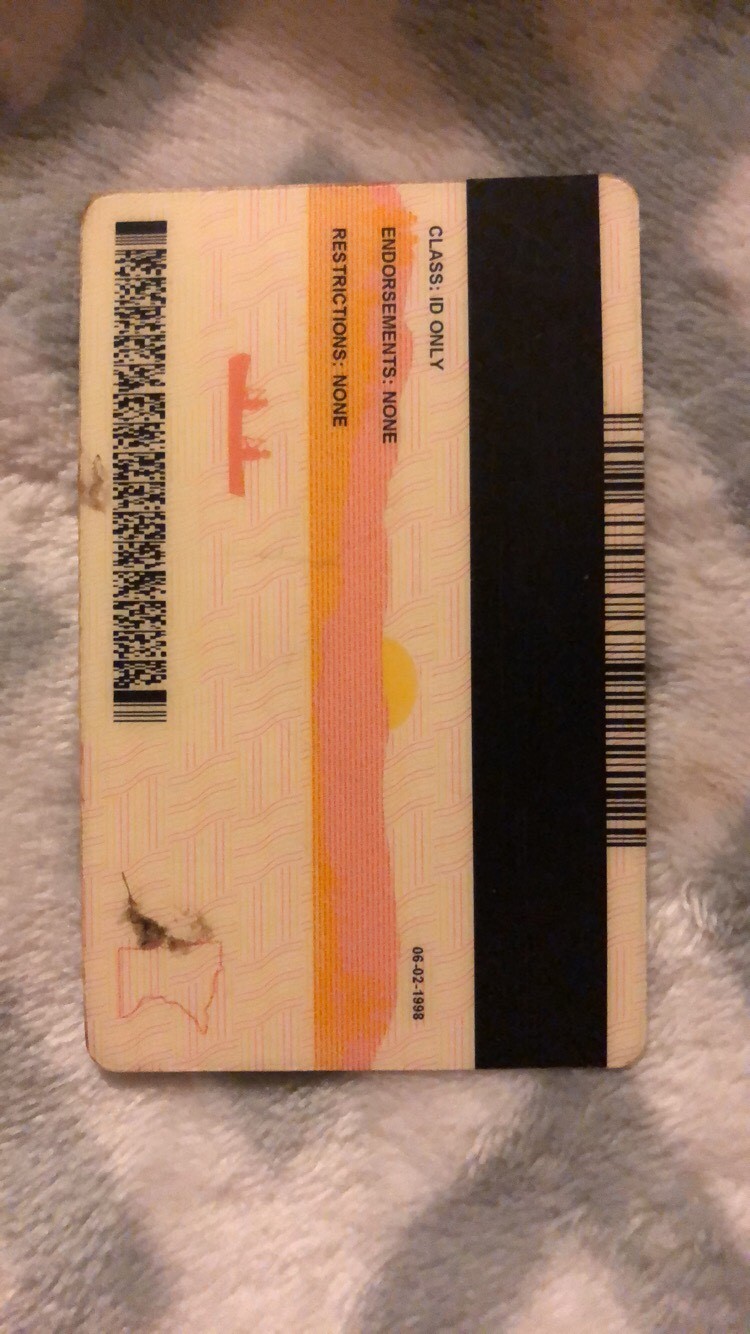 CLASS: ID ONLY
ENDORSEMENTS: NONE
RESTRICTIONS: NONE
06-02-1998